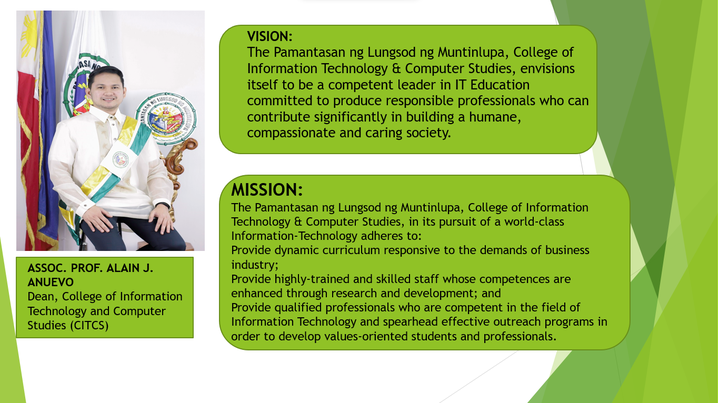 VISION:
The Pamantasan ng Lungsod ng Muntinlupa, College of
Information Technology & Computer Studies, envisions
itself to be a competent leader in IT Education
committed to produce responsible professionals who can
contribute significantly in building a humane,
compassionate and caring society.
MISSION:
The Pamantasan ng Lungsod ng Muntinlupa, College of Information
Technology & Computer Studies, in its pursuit of a world-class
Information-Technology adheres to:
Provide dynamic curriculum responsive to the demands of business
industry;
Provide highly-trained and skilled staff whose competences are
enhanced through research and development; and
Provide qualified professionals who are competent in the field of
Information Technology and spearhead effective outreach programs in
order to develop values-oriented students and professionals.
ASSOC. PROF. ALAIN J.
ANUEVO
Dean, College of Information
Technology and Computer
Studies (CITCS)